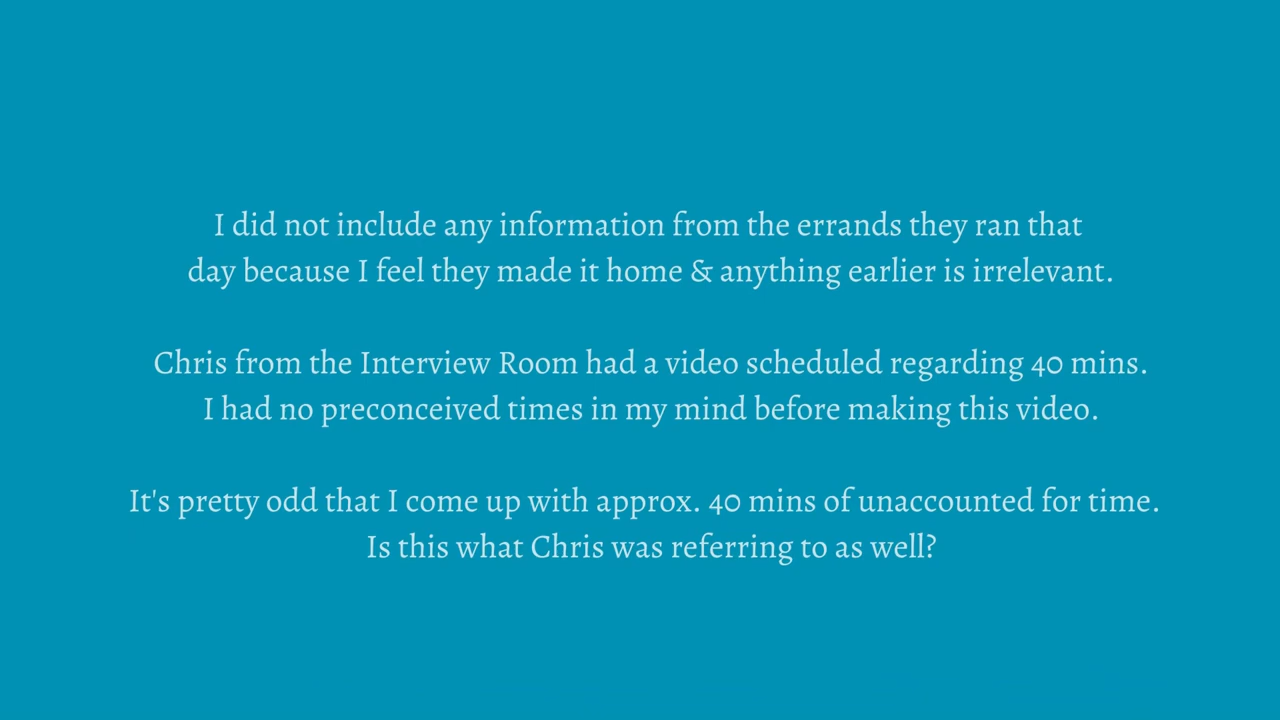 I did not include any information from the errands they ran that
day because I feel they made it home & anything earlier is irrelevant.
Chris from the Interview Room had a video scheduled regarding 40 mins.
I had no preconceived times in my mind before making this video.
It's pretty odd that I come up with approx. 40 mins of unaccounted for time.
Is this what Chris was referring to as well?